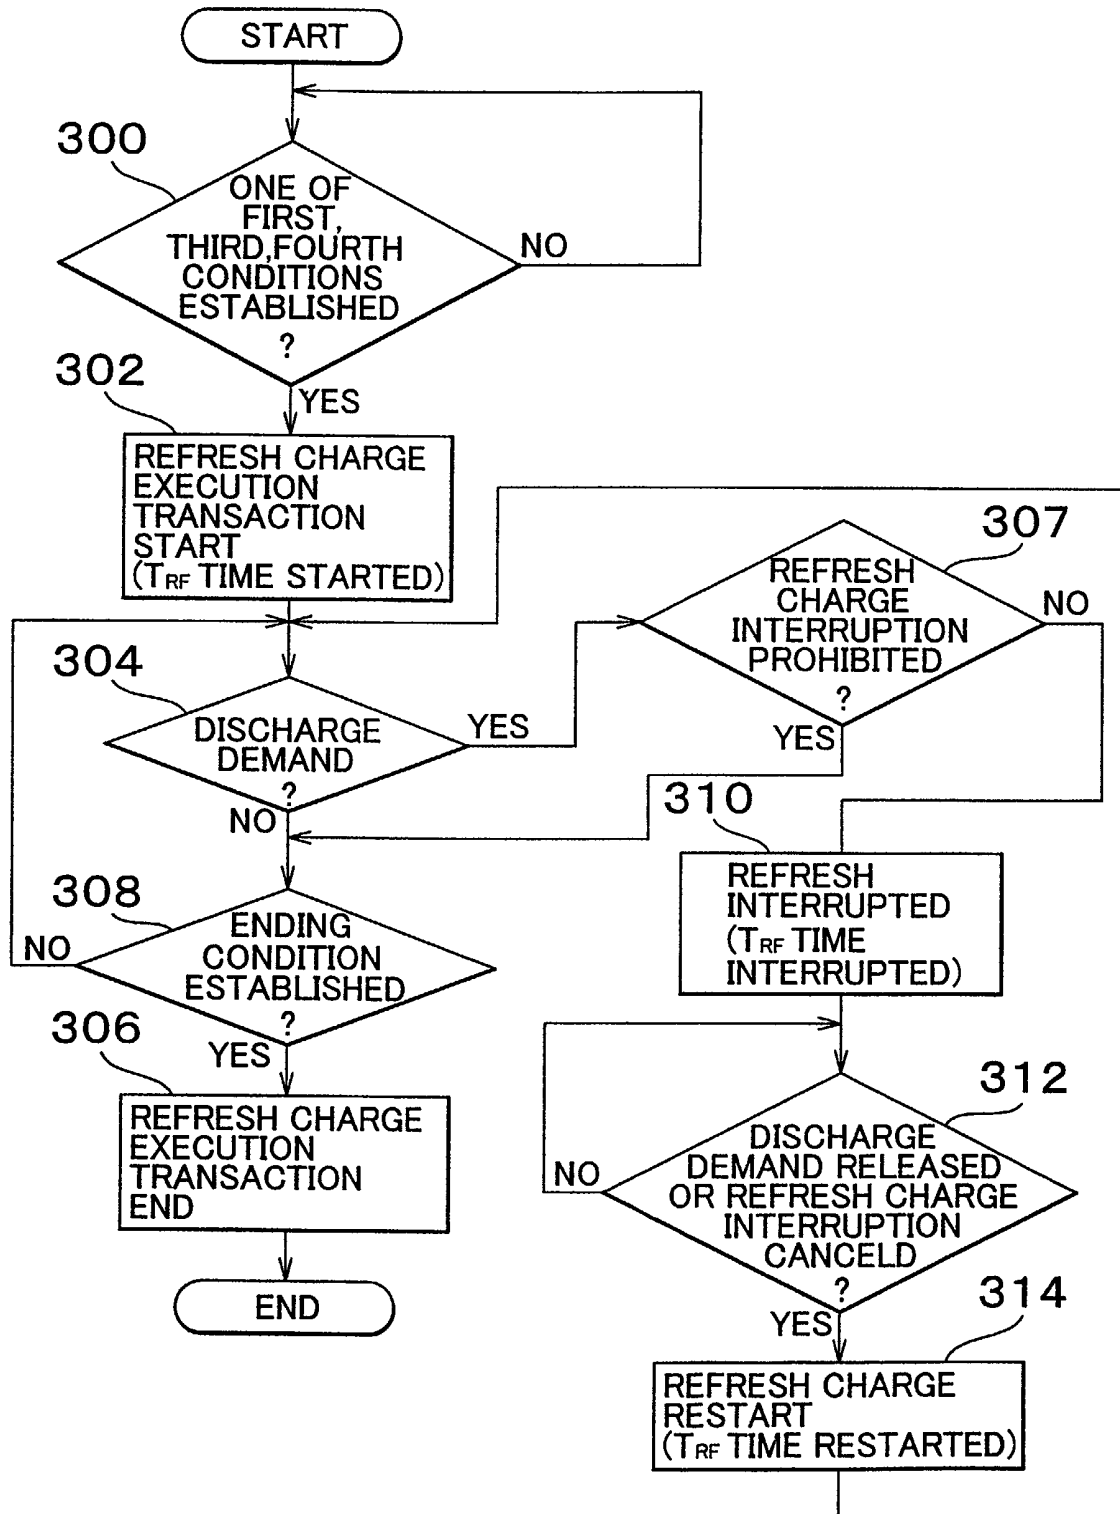 START
300
ONE OF
FIRST,
THIRD,FOURTH
CONDITIONS
ESTABLISHED
?
NO
YES
302
REFRESH CHARGE
EXECUTION
TRANSACTION
START
(TRF TIME STARTED)
304
DISCHARGE
DEMAND
?
YES
NO
307
REFRESH
CHARGE
INTERRUPTION
PROHIBITED
?
NO
YES
308
ENDING
CONDITION
ESTABLISHED
?
NO
YES
306
REFRESH CHARGE
EXECUTION
TRANSACTION
END
END
310
REFRESH
INTERRUPTED
(TRF TIME
INTERRUPTED)
312
DISCHARGE
DEMAND RELEASED
OR REFRESH CHARGE
INTERRUPTION
CANCELD
?
NO
YES
314
REFRESH CHARGE
RESTART
(TRF TIME RESTARTED)